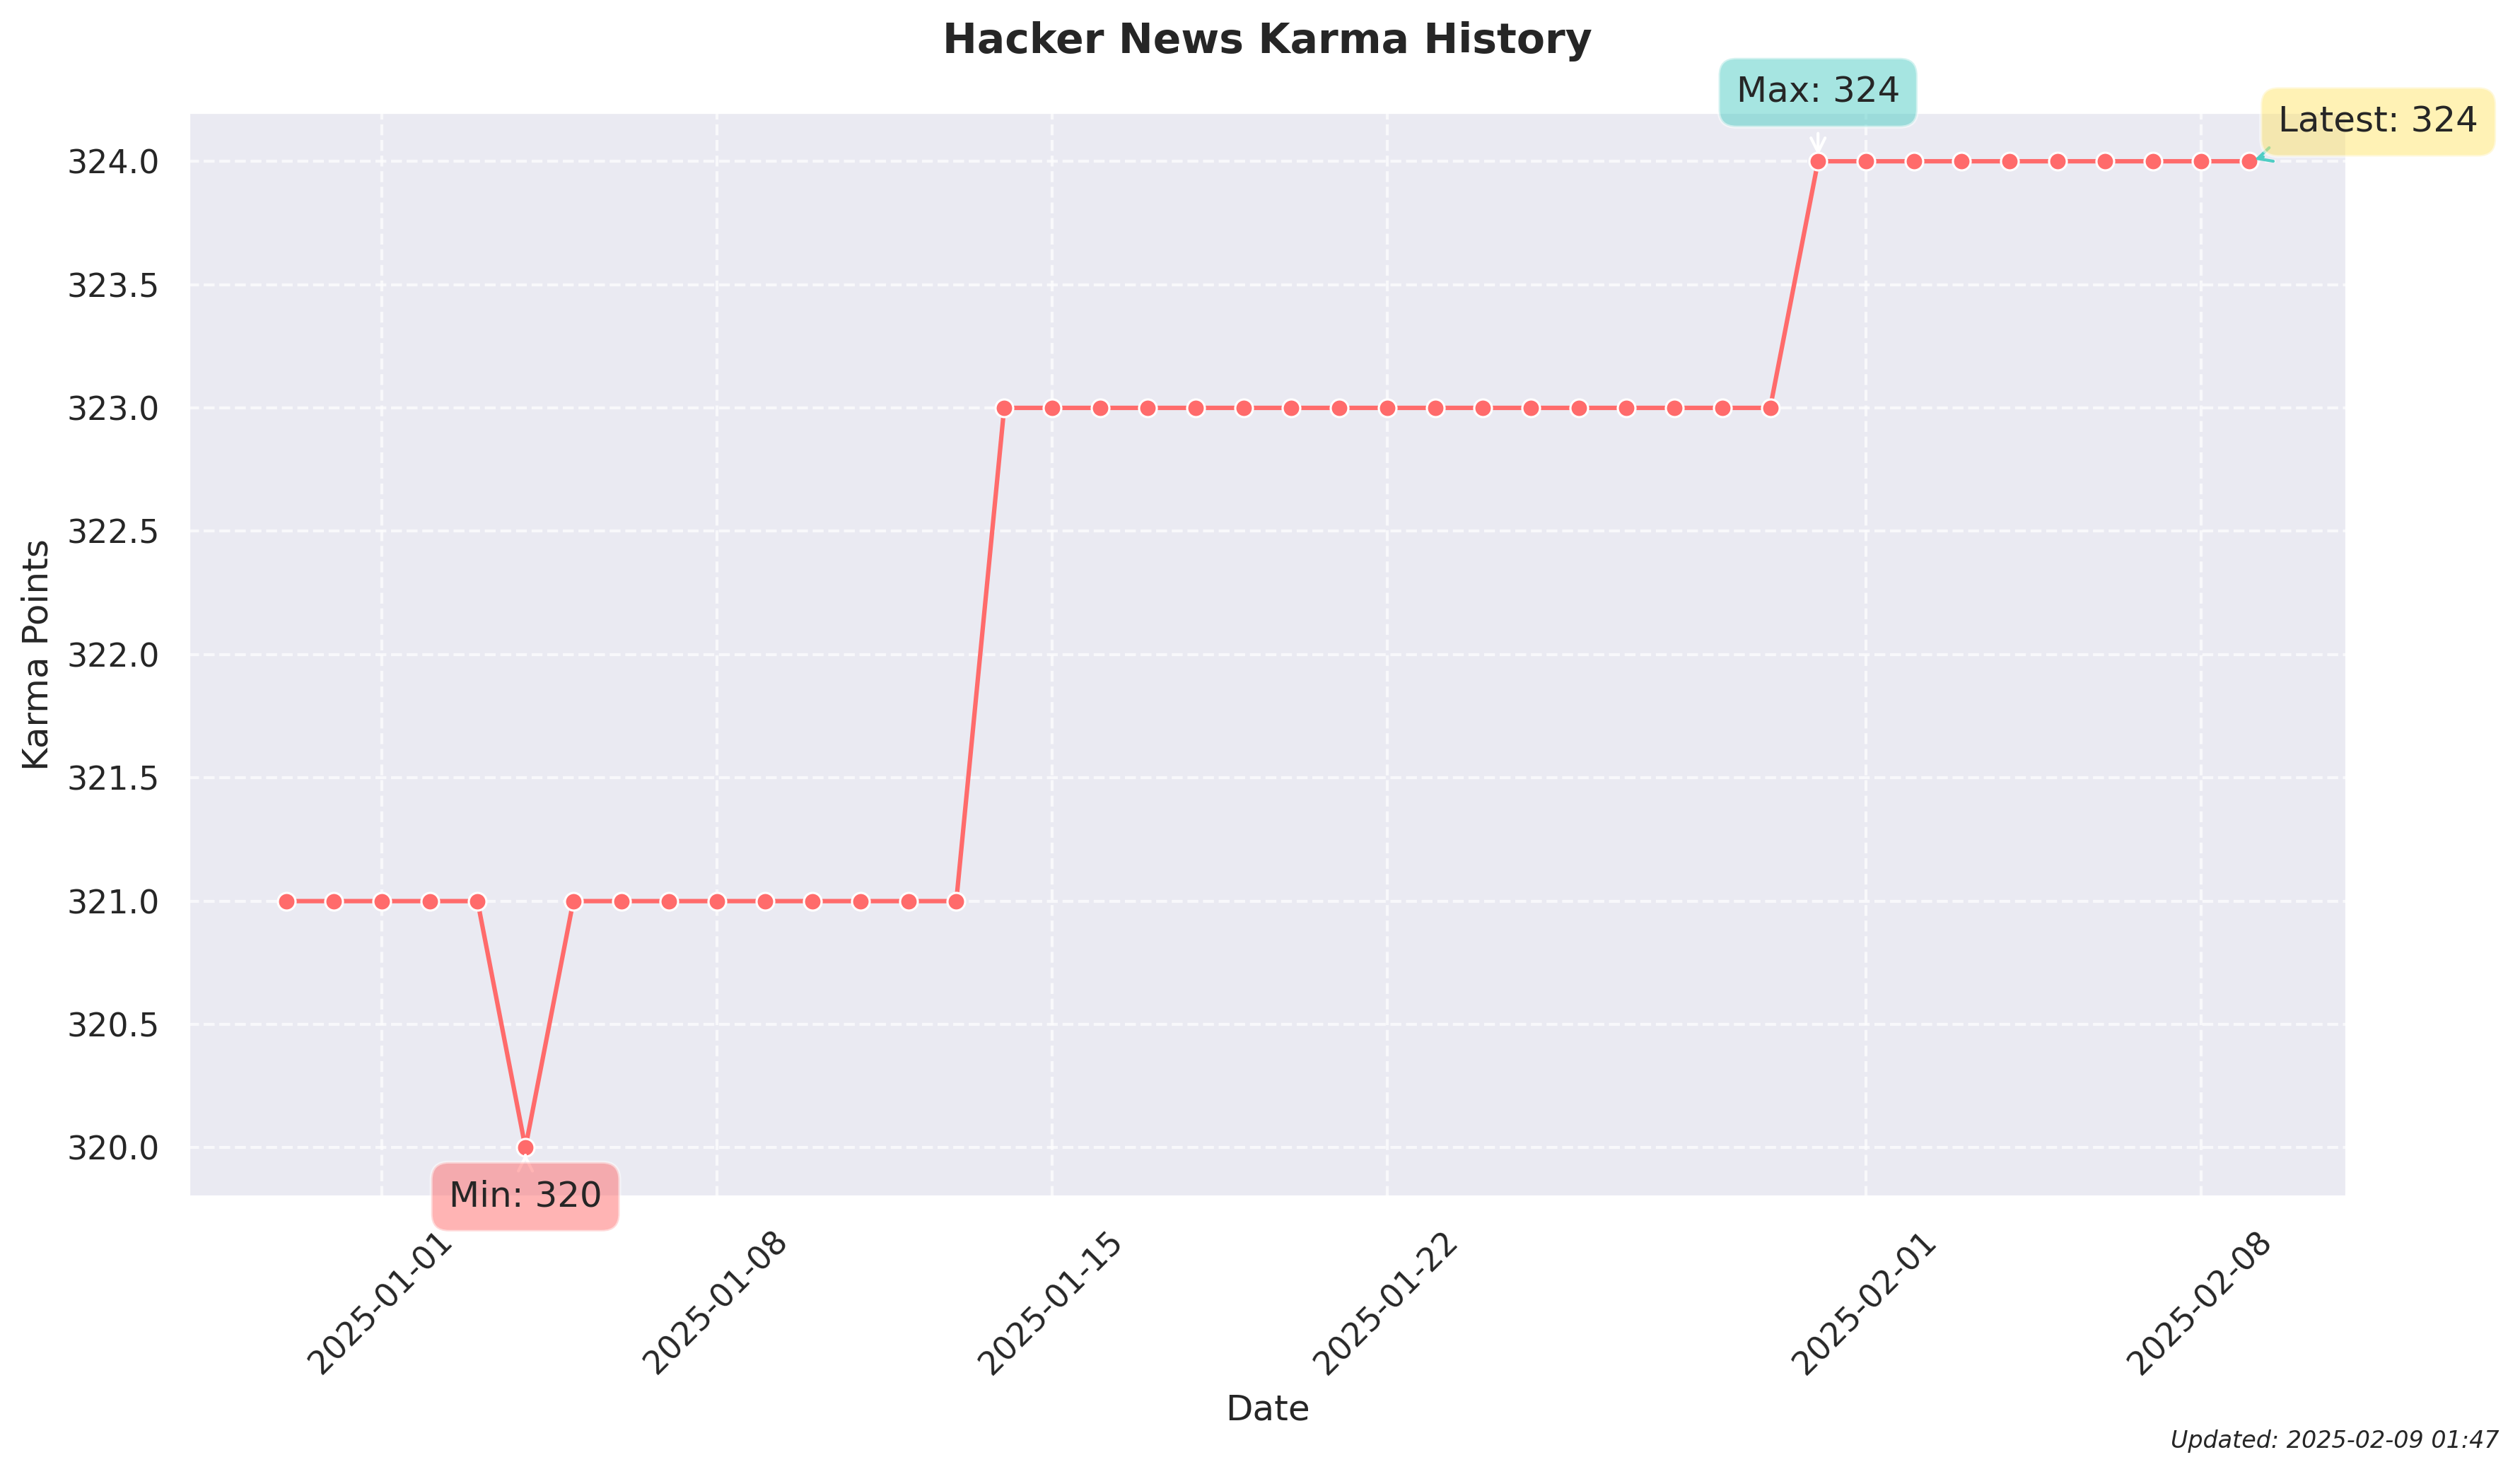 Hacker News Karma History
Max: 324
Latest: 324
324.0
323.5
323.0
322.5
322.0
321.5
321.0
320.5
320.0
Karma Points
Min: 320
2025-01-01
2025-01-08
2025-01-15
2025-01-22
2025-02-01
2025-02-08
Date
Updated: 2025-02-09 01:47